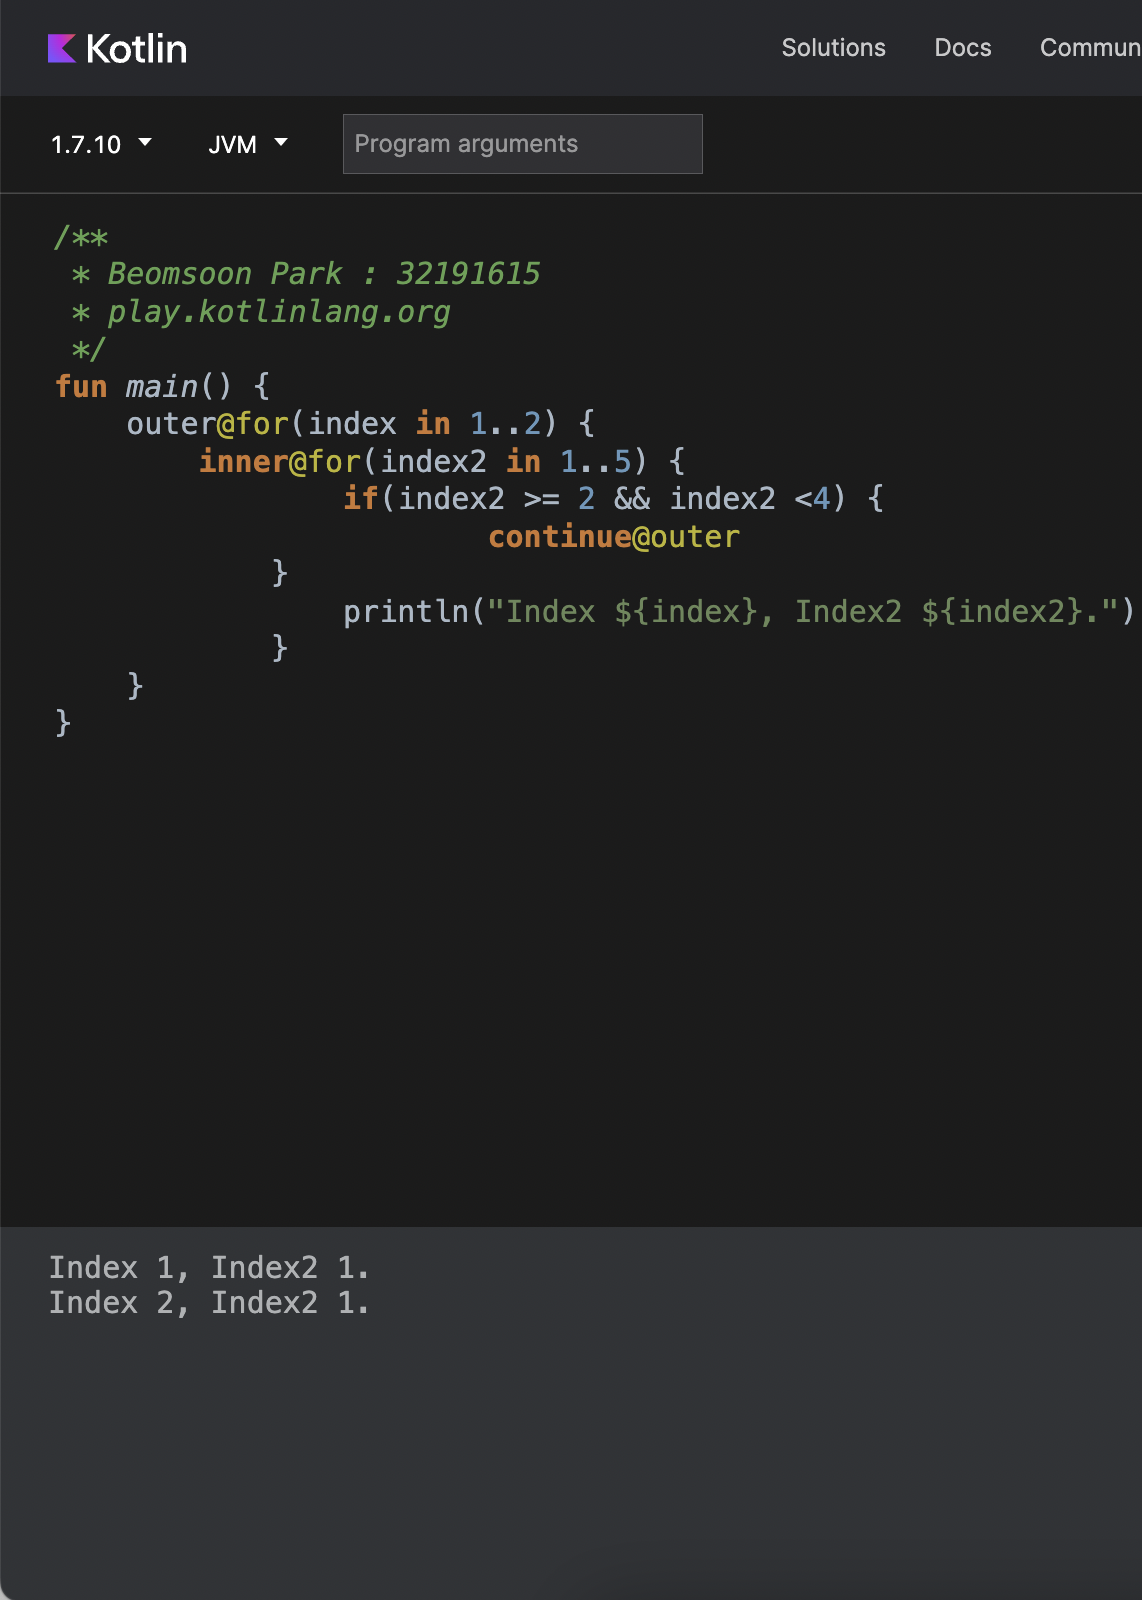 Kotlin Solutions Docs Commun
1.7.10 JVM Program arguments
/**
 * Beomsoon Park : 32191615
 * play.kotlinlang.org
 */
fun main() {
    outer@for(index in 1..2) {
        inner@for(index2 in 1..5) {
                if(index2 >= 2 && index2 <4) {
                        continue@outer
            }
                println("Index ${index}, Index2 ${index2}.")
            }
    }
}
Index 1, Index2 1.
Index 2, Index2 1.